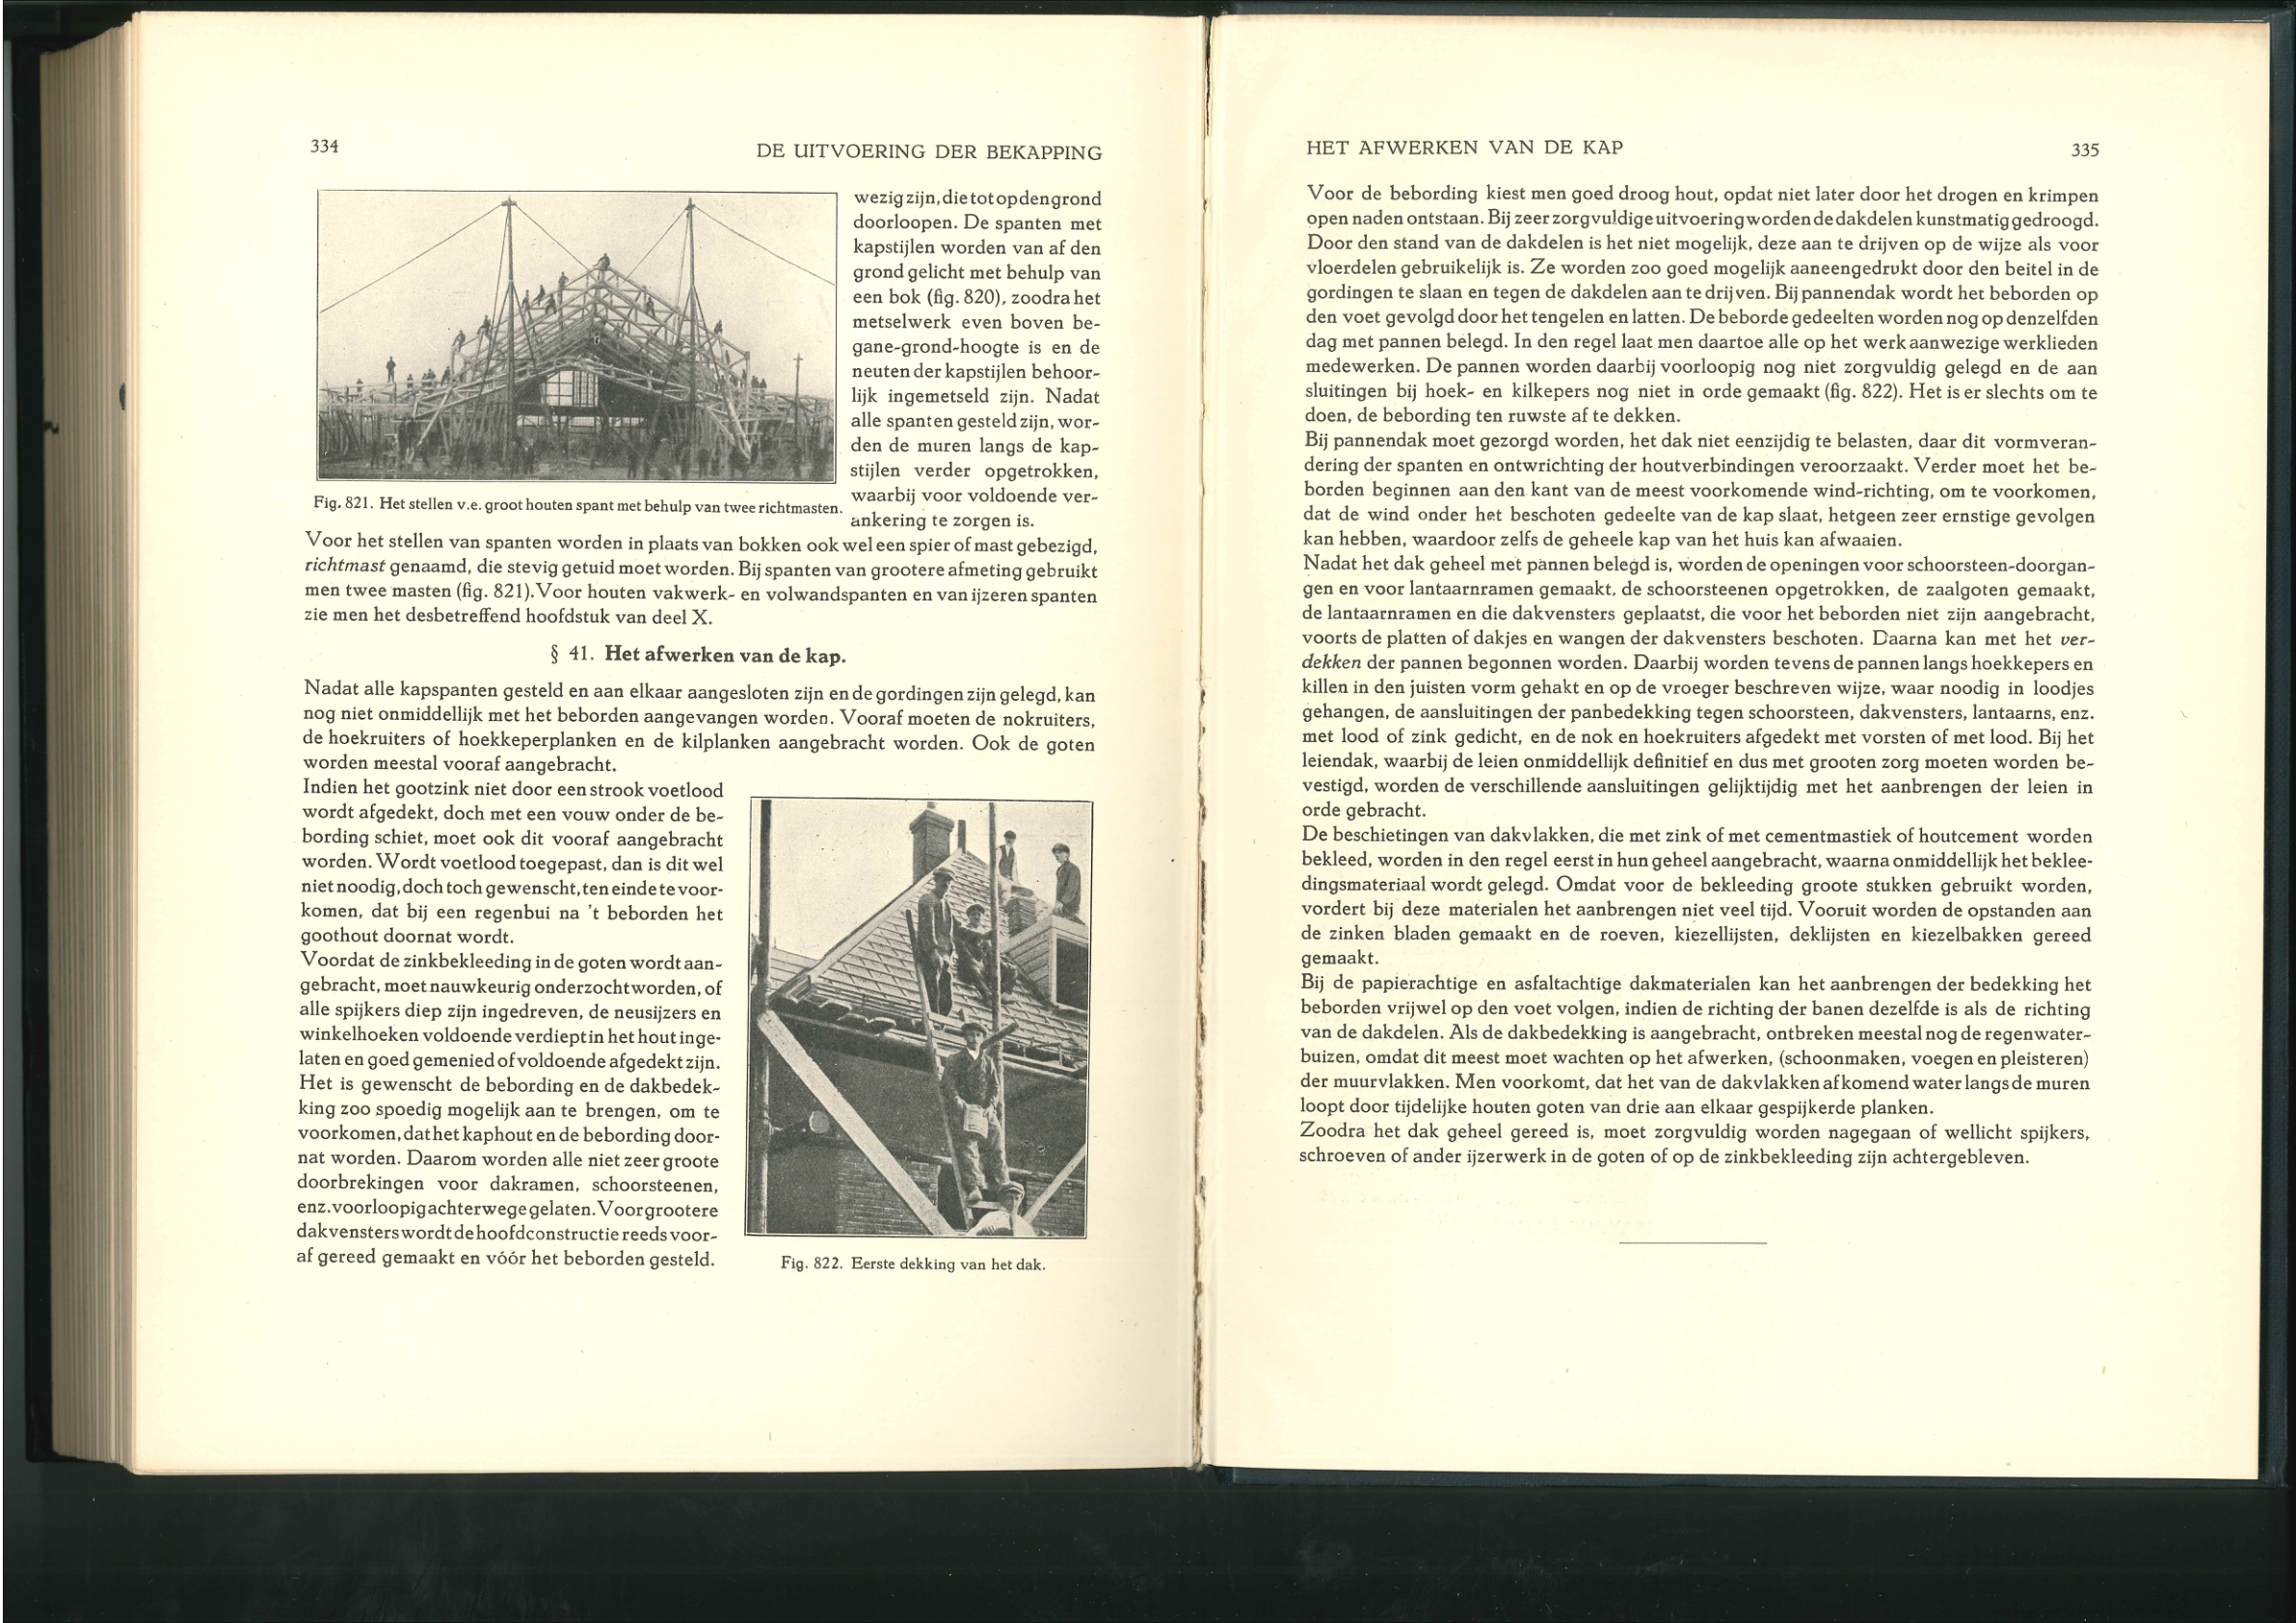 334
DE UITVOERING DER BEKAPPING
wezig zijn, die tot op den grond
doorloopen. De spanten met
kapstijlen worden van af den
grond gelicht met behulp van
een bok (fig. 820), zoodra het
metselwerk even boven be-
gane-grond-hoogte is en de
neuten der kapstijlen behoor-
lijk ingemetseld zijn. Nadat
alle spanten gesteld zijn, wor-
den de muren langs de kap-
stijlen verder opgetrokken,
waarbij voor voldoende ver-
ankering te zorgen is.
Fig. 821. Het stellen v.e. groot houten spant met behulp van twee richtmasten.
Voor het stellen van spanten worden in plaats van bokken ook wel een spier of mast gebezigd,
richtmast genaamd, die stevig getuid moet worden. Bij spanten van grootere afmeting gebruikt
men twee masten (fig. 821). Voor houten vakwerk- en volwandspanten en van ijzeren spanten
zie men het desbetreffend hoofdstuk van deel X.
§ 41. Het afwerken van de kap.
Nadat alle kapspanten gesteld en aan elkaar aangesloten zijn en de gordingen zijn gelegd, kan
nog niet onmiddellijk met het beborden aangevangen worden. Vooraf moeten de nokruiters,
de hoekruiters of hoekkeperplanken en de kilplanken aangebracht worden. Ook de goten
worden meestal vooraf aangebracht.
Indien het gootzink niet door een strook voetlood
wordt afgedekt, doch met een vouw onder de be-
bording schiet, moet ook dit vooraf aangebracht
worden. Wordt voetlood toegepast, dan is dit wel
niet noodig, doch toch gewenscht, ten einde te voor-
komen, dat bij een regenbui na 't beborden het
goothout doornat wordt.
Voordat de zinkbekleeding in de goten wordt aan-
gebracht, moet nauwkeurig onderzocht worden, of
alle spijkers diep zijn ingedreven, de neusijzers en
winkelhoeken voldoende verdiept in het hout inge-
laten en goed gemenied of voldoende afgedekt zijn.
Het is gewenscht de bebording en de dakbedek-
king zoo spoedig mogelijk aan te brengen, om te
voorkomen, dat het kaphout en de bebording door-
nat worden. Daarom worden alle niet zeer groote
doorbrekingen voor dakramen, schoorsteenen,
enz. voorloopig achterwege gelaten. Voor grootere
dakvensters wordt de hoofdconstructie reeds voor-
af gereed gemaakt en vóór het beborden gesteld.
Fig. 822. Eerste dekking van het dak.
HET AFWERKEN VAN DE KAP
335
Voor de bebording kiest men goed droog hout, opdat niet later door het drogen en krimpen
open naden ontstaan. Bij zeer zorgvuldige uitvoering worden de dakdelen kunstmatig gedroogd.
Door den stand van de dakdelen is het niet mogelijk, deze aan te drijven op de wijze als voor
vloerdelen gebruikelijk is. Ze worden zoo goed mogelijk aaneengedrukt door den beitel in de
gordingen te slaan en tegen de dakdelen aan te drijven. Bij pannendak wordt het beborden op
den voet gevolgd door het tengelen en latten. De beborde gedeelten worden nog op denzelfden
dag met pannen belegd. In den regel laat men daartoe alle op het werk aanwezige werklieden
medewerken. De pannen worden daarbij voorloopig nog niet zorgvuldig gelegd en de aan
sluitingen bij hoek- en kilkepers nog niet in orde gemaakt (fig. 822). Het is er slechts om te
doen, de bebording ten ruwste af te dekken.
Bij pannendak moet gezorgd worden, het dak niet eenzijdig te belasten, daar dit vormveran-
dering der spanten en ontwrichting der houtverbindingen veroorzaakt. Verder moet het be-
borden beginnen aan den kant van de meest voorkomende wind-richting, om te voorkomen,
dat de wind onder het beschoten gedeelte van de kap slaat, hetgeen zeer ernstige gevolgen
kan hebben, waardoor zelfs de geheele kap van het huis kan afwaaien.
Nadat het dak geheel met pannen belegd is, worden de openingen voor schoorsteen-doorgan-
gen en voor lantaarnramen gemaakt, de schoorsteenen opgetrokken, de zaalgoten gemaakt,
de lantaarnramen en die dakvensters geplaatst, die voor het beborden niet zijn aangebracht,
voorts de platten of dakjes en wangen der dakvensters beschoten. Daarna kan met het ver-
dekken der pannen begonnen worden. Daarbij worden tevens de pannen langs hoekkepers en
killen in den juisten vorm gehakt en op de vroeger beschreven wijze, waar noodig in loodjes
gehangen, de aansluitingen der panbedekking tegen schoorsteen, dakvensters, lantaarns, enz.
met lood of zink gedicht, en de nok en hoekruiters afgedekt met vorsten of met lood. Bij het
leiendak, waarbij de leien onmiddellijk definitief en dus met grooten zorg moeten worden be-
vestigd, worden de verschillende aansluitingen gelijktijdig met het aanbrengen der leien in
orde gebracht.
De beschietingen van dakvlakken, die met zink of met cementmastiek of houtcement worden
bekleed, worden in den regel eerst in hun geheel aangebracht, waarna onmiddellijk het beklee-
dingsmateriaal wordt gelegd. Omdat voor de bekleeding groote stukken gebruikt worden,
vordert bij deze materialen het aanbrengen niet veel tijd. Vooruit worden de opstanden aan
de zinken bladen gemaakt en de roeven, kiezellijsten, deklijsten en kiezelbakken gereed
gemaakt.
Bij de papierachtige en asfaltachtige dakmaterialen kan het aanbrengen der bedekking het
beborden vrijwel op den voet volgen, indien de richting der banen dezelfde is als de richting
van de dakdelen. Als de dakbedekking is aangebracht, ontbreken meestal nog de regenwater-
buizen, omdat dit meest moet wachten op het afwerken, (schoonmaken, voegen en pleisteren)
der muurvlakken. Men voorkomt, dat het van de dakvlakken afkomend water langs de muren
loopt door tijdelijke houten goten van drie aan elkaar gespijkerde planken.
Zoodra het dak geheel gereed is, moet zorgvuldig worden nagegaan of wellicht spijkers,
schroeven of ander ijzerwerk in de goten of op de zinkbekleeding zijn achtergebleven.